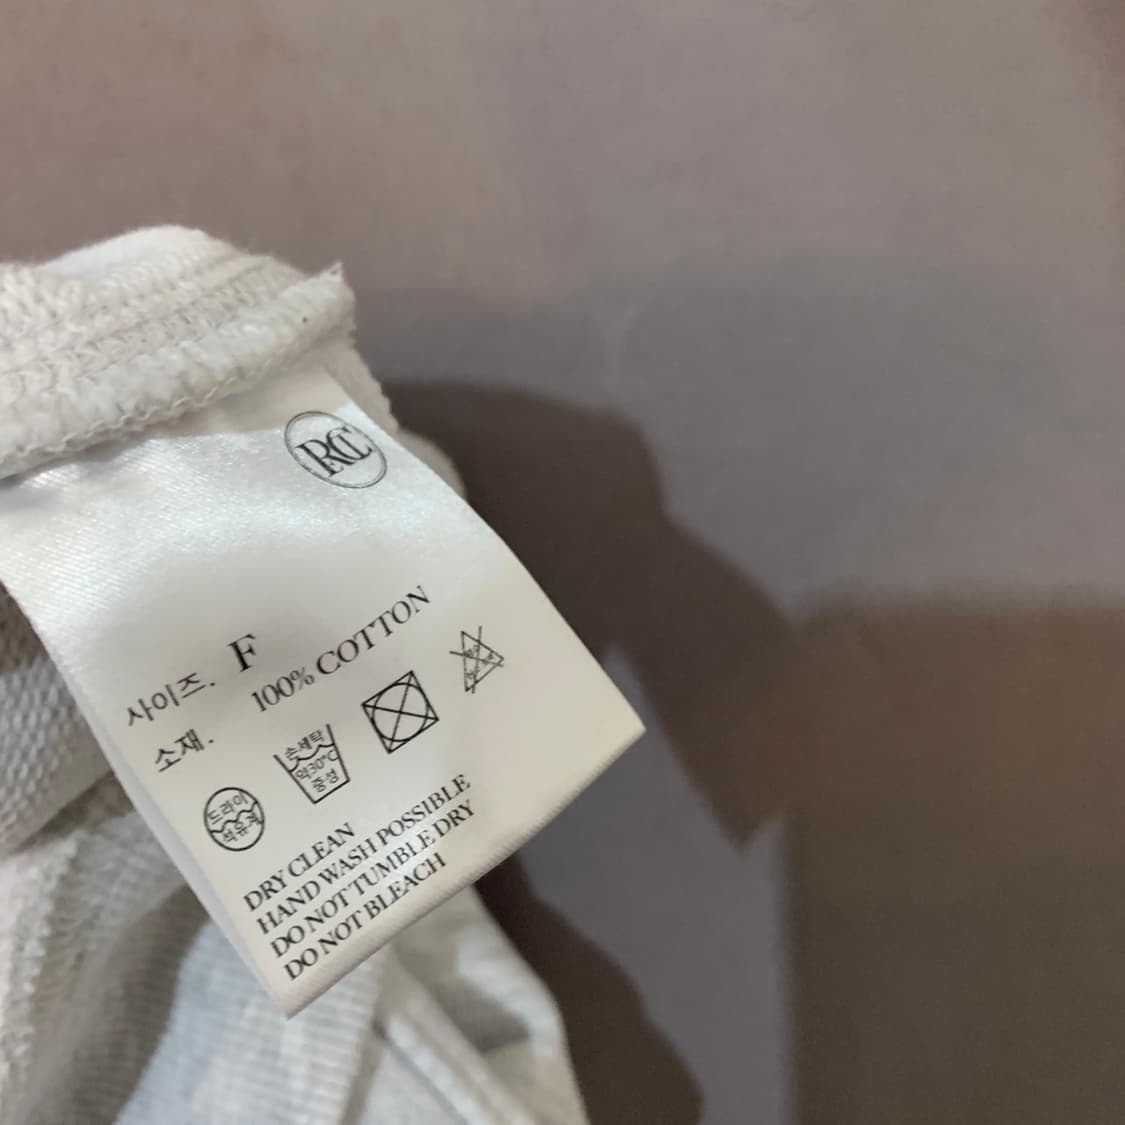 RCC
사이즈. F
소재. 100% COTTON
드라이
석유계
손세탁
약30°C
중성
DRY CLEAN
HAND WASH POSSIBLE
DO NOT TUMBLE DRY
DO NOT BLEACH